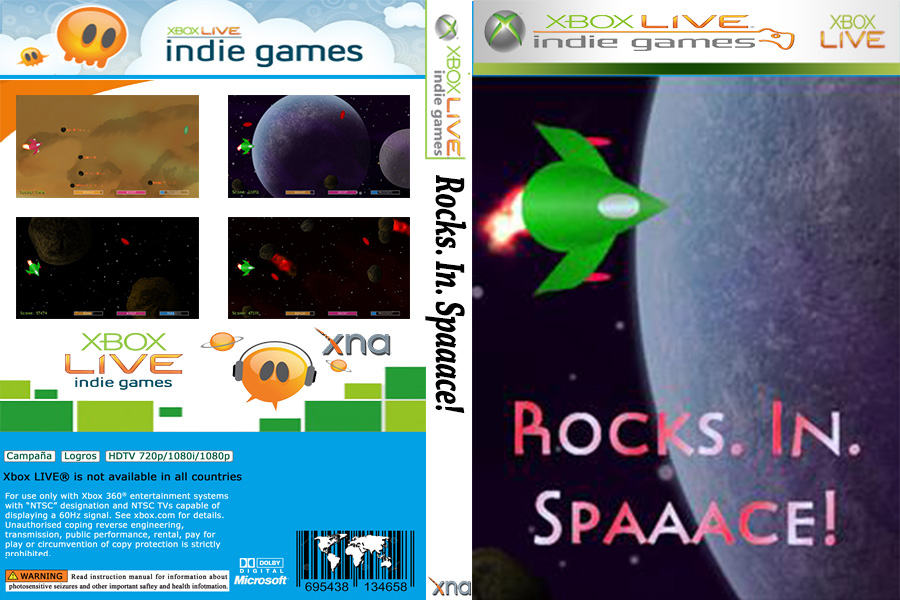 XBOX LIVE
indie games
XBOX LIVE
indie games
Campaña
Logros
HDTV 720p/1080i/1080p
Xbox LIVE® is not available in all countries
For use only with Xbox 360® entertainment systems
with “NTSC” designation and NTSC TVs capable of
displaying a 60Hz signal. See xbox.com for details.
Unauthorised coping reverse engineering,
transmission, public performance, rental, pay for
play or circumvention of copy protection is strictly
prohibited.
WARNING Read instruction manual for information about
photosensitive seizures and other important saftey and health infotmation.
DOLBY
DIGITAL
Microsoft®
695438 134658
xna
XBOX LIVE
indie games
Rocks. In. Spaaace!
xna
XBOX LIVE™
indie games
XBOX
LIVE
ROCKS. IN.
SPAAACE!